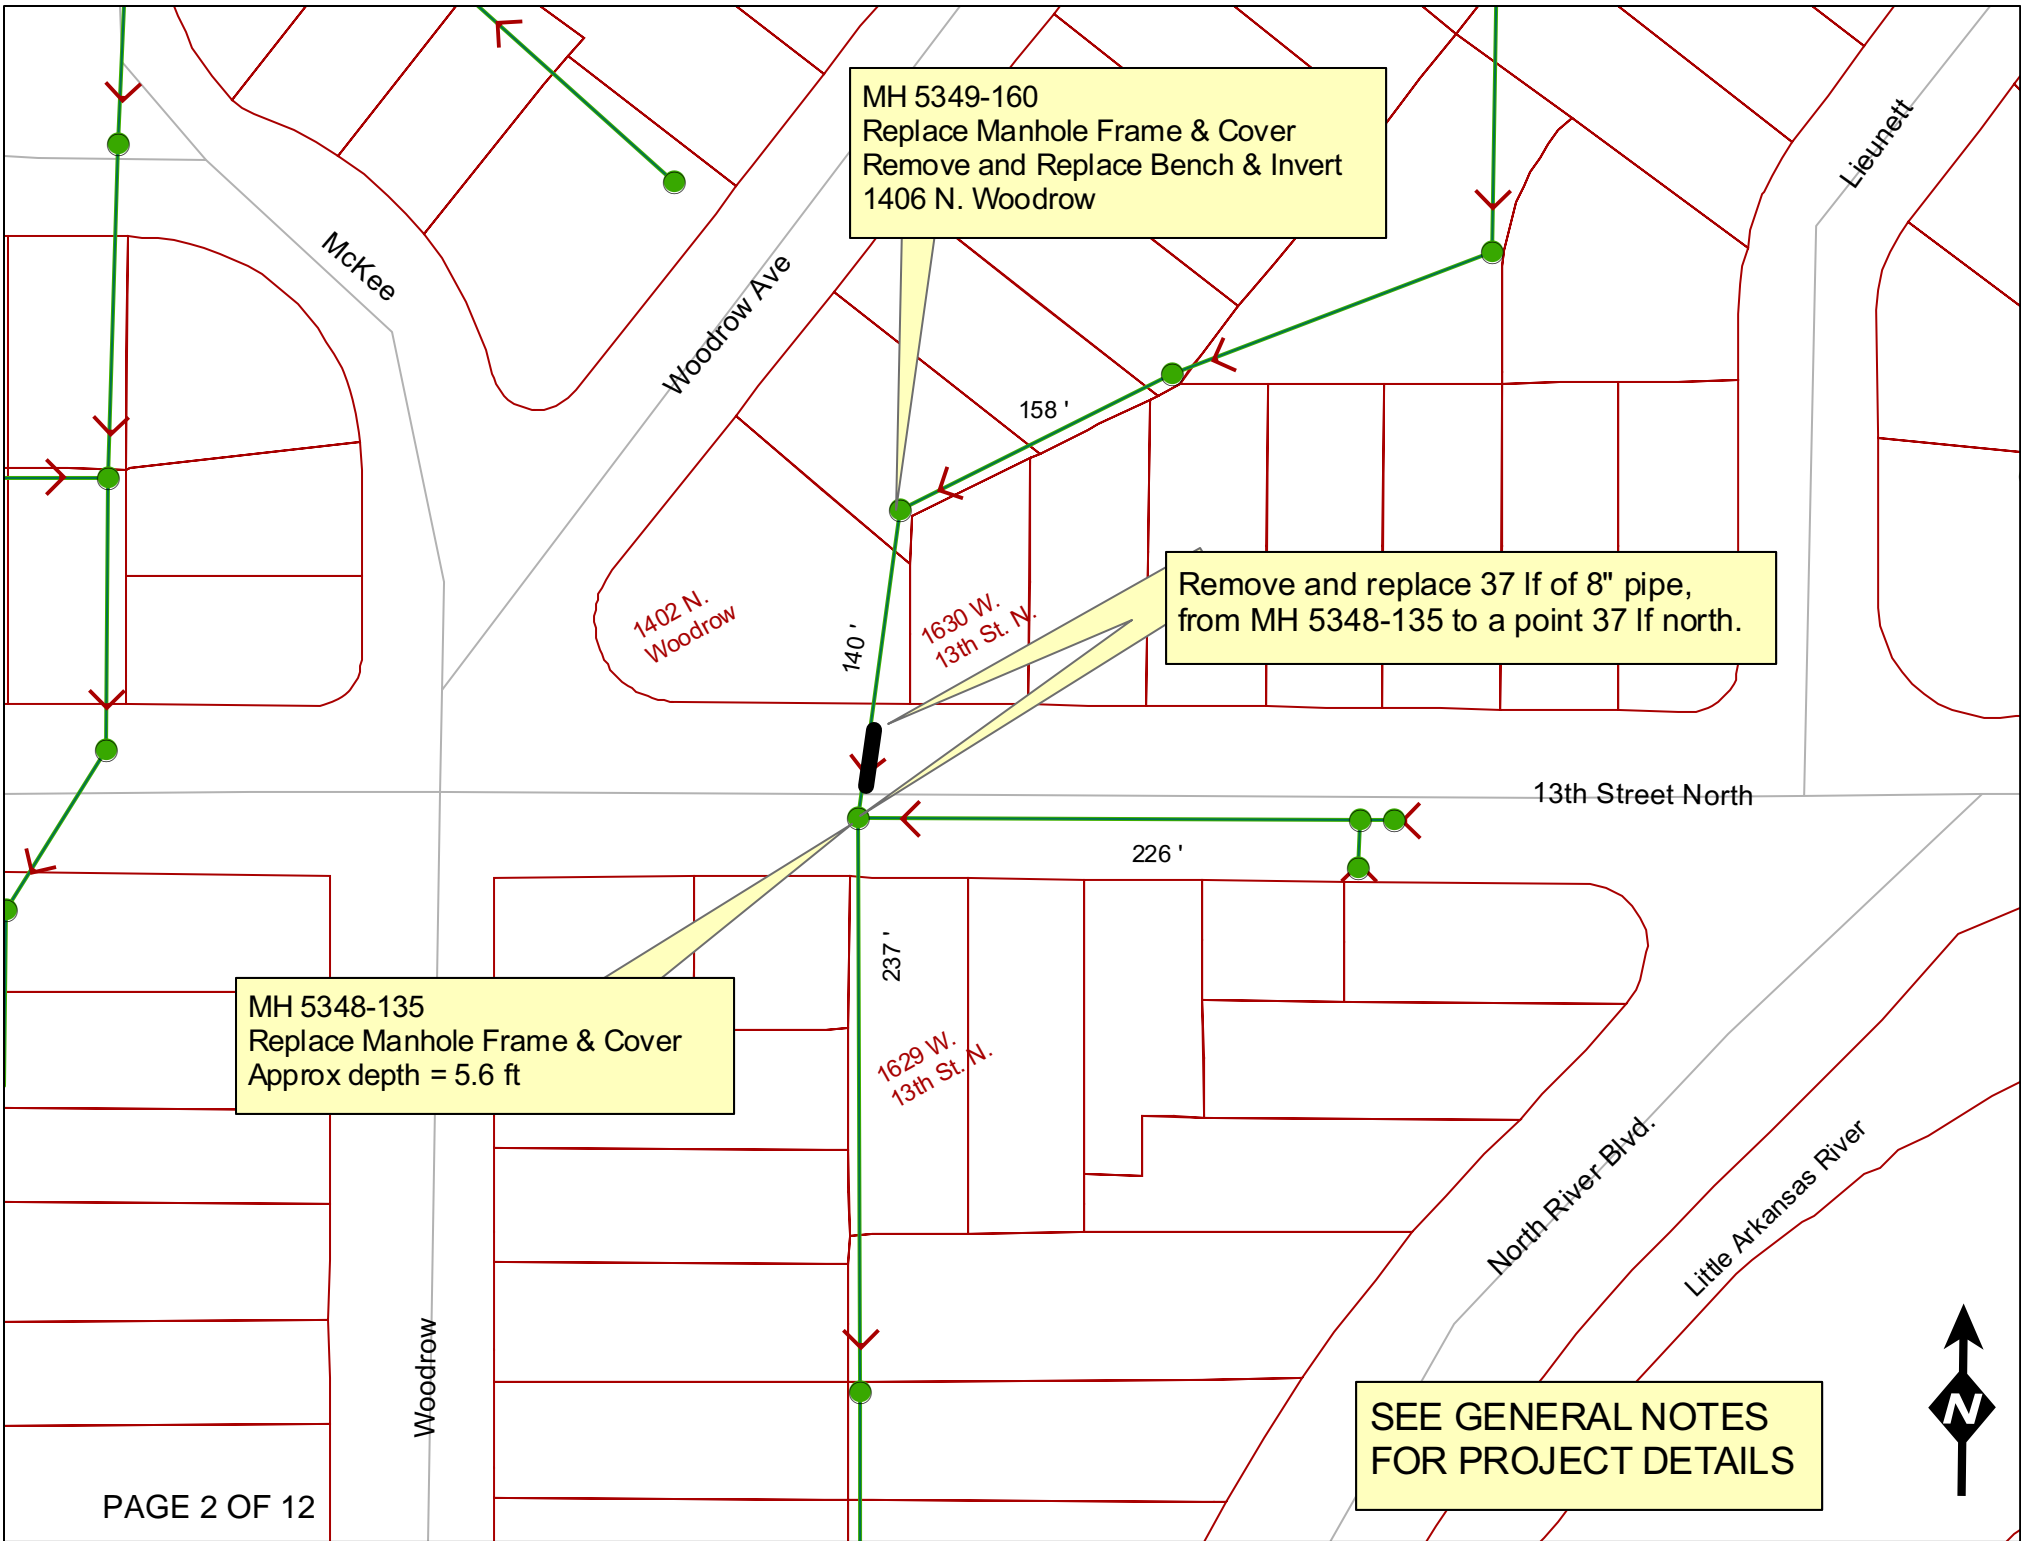 MH 5349-160
Replace Manhole Frame & Cover
Remove and Replace Bench & Invert
1406 N. Woodrow
Lieunett
McKee
Woodrow Ave
158 '
Remove and replace 37 lf of 8" pipe,
from MH 5348-135 to a point 37 lf north.
1402 N.
Woodrow
140 '
1630 W.
13th St. N.
13th Street North
226 '
237 '
MH 5348-135
Replace Manhole Frame & Cover
Approx depth = 5.6 ft
1629 W.
13th St. N.
North River Blvd.
Little Arkansas River
Woodrow
SEE GENERAL NOTES
FOR PROJECT DETAILS
N
PAGE 2 OF 12